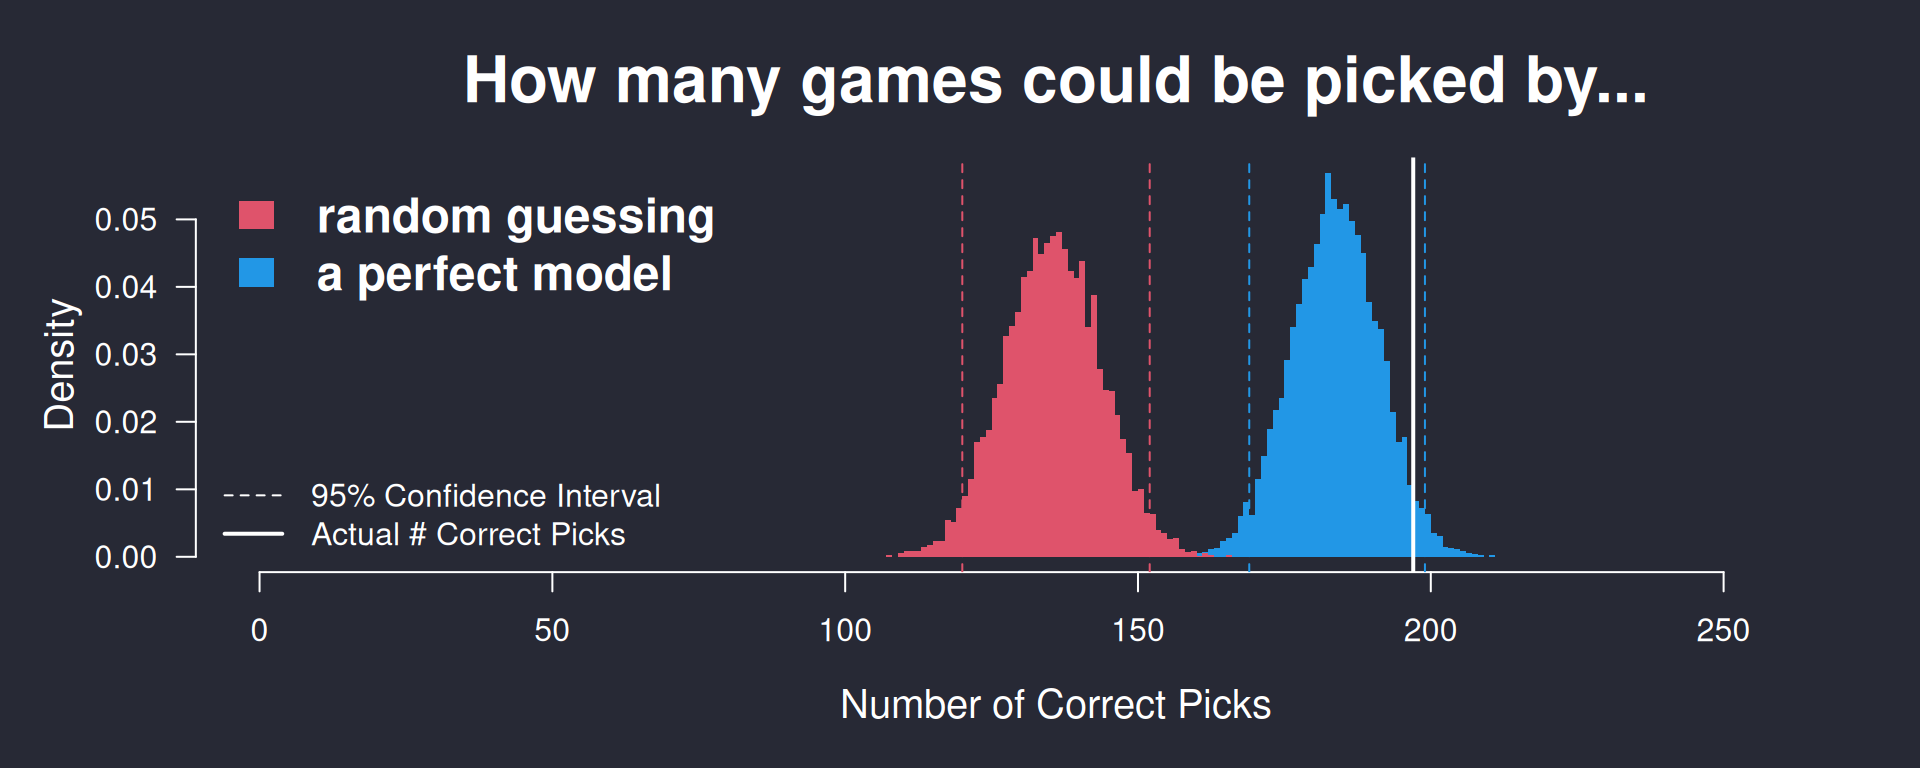 How many games could be picked by...
random guessing
a perfect model
0.05
0.04
0.03
0.02
0.01
0.00
Density
95% Confidence Interval
Actual # Correct Picks
0 50 100 150 200 250
Number of Correct Picks